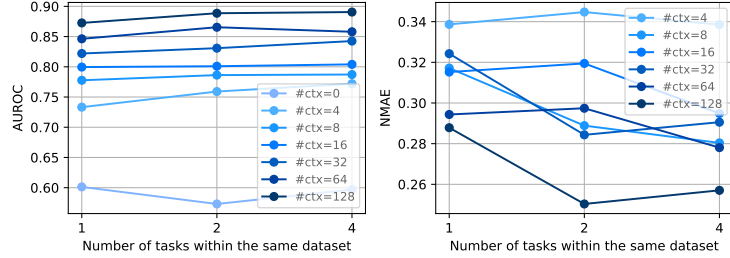 AUROC
0.90
0.85
0.80
0.75
0.70
0.65
0.60
#ctx=0
#ctx=4
#ctx=8
#ctx=16
#ctx=32
#ctx=64
#ctx=128
1
2
4
Number of tasks within the same dataset
NMAE
0.34
0.32
0.30
0.28
0.26
#ctx=4
#ctx=8
#ctx=16
#ctx=32
#ctx=64
#ctx=128
1
2
4
Number of tasks within the same dataset